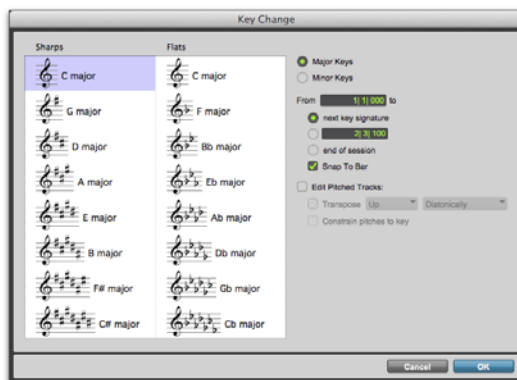 Key Change
Sharps
Flats
C major
G major
D major
A major
E major
B major
F# major
C# major
C major
F major
Bb major
Eb major
Ab major
Db major
Gb major
Cb major
Major Keys
Minor Keys
From 1| 1| 000 to
next key signature
2| 3| 100
end of session
Snap To Bar
Edit Pitched Tracks:
Transpose Up Diatonically
Constrain pitches to key
Cancel OK